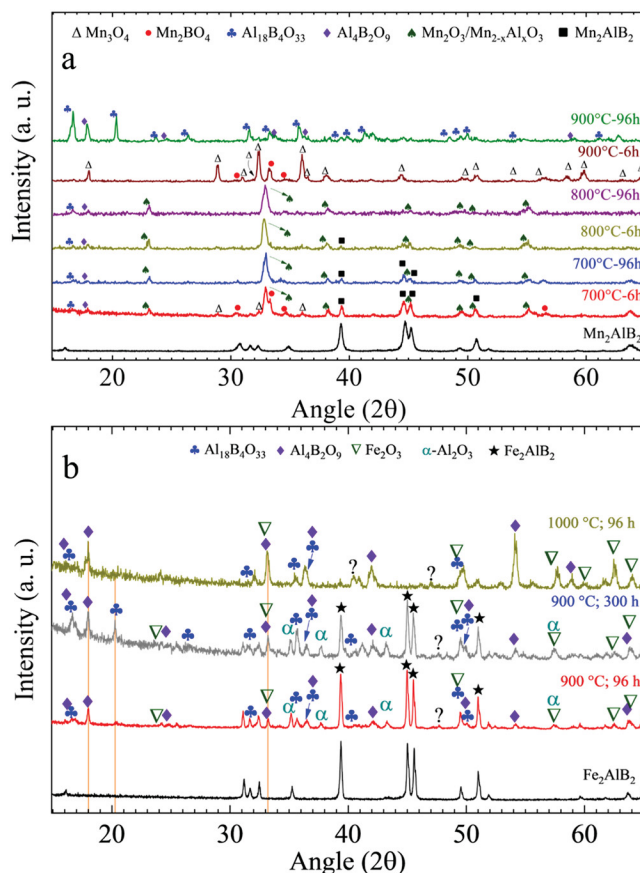 Δ Mn₃O₄ ● Mn₂BO₄ ♣ Al₁₈B₄O₃₃ ♦ Al₄B₂O₉ ♠ Mn₂O₃/Mn₂₋ₓAlₓO₃ ■ Mn₂AlB₂
a
900°C-96h
900°C-6h
800°C-96h
800°C-6h
700°C-96h
700°C-6h
Mn₂AlB₂
Intensity (a. u.)
20 30 40 50 60
Angle (2θ)
♣ Al₁₈B₄O₃₃ ♦ Al₄B₂O₉ ▽ Fe₂O₃ α-Al₂O₃ ★ Fe₂AlB₂
b
1000 °C; 96 h
? ?
900 °C; 300 h
α α α α α
?
900 °C; 96 h
α α α α
?
Fe₂AlB₂
Intensity (a. u.)
20 30 40 50 60
Angle (2θ)